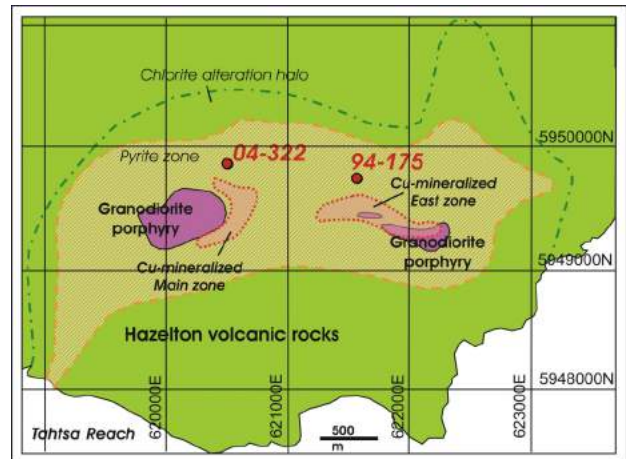 Chlorite alteration halo
5950000N
04-322
Pyrite zone
94-175
Cu-mineralized
East zone
Granodiorite
porphyry
Granodiorite
porphyry
Cu-mineralized
Main zone
5949000N
Hazelton volcanic rocks
620000E
621000E
622000E
623000E
5948000N
Tahtsa Reach
500
m